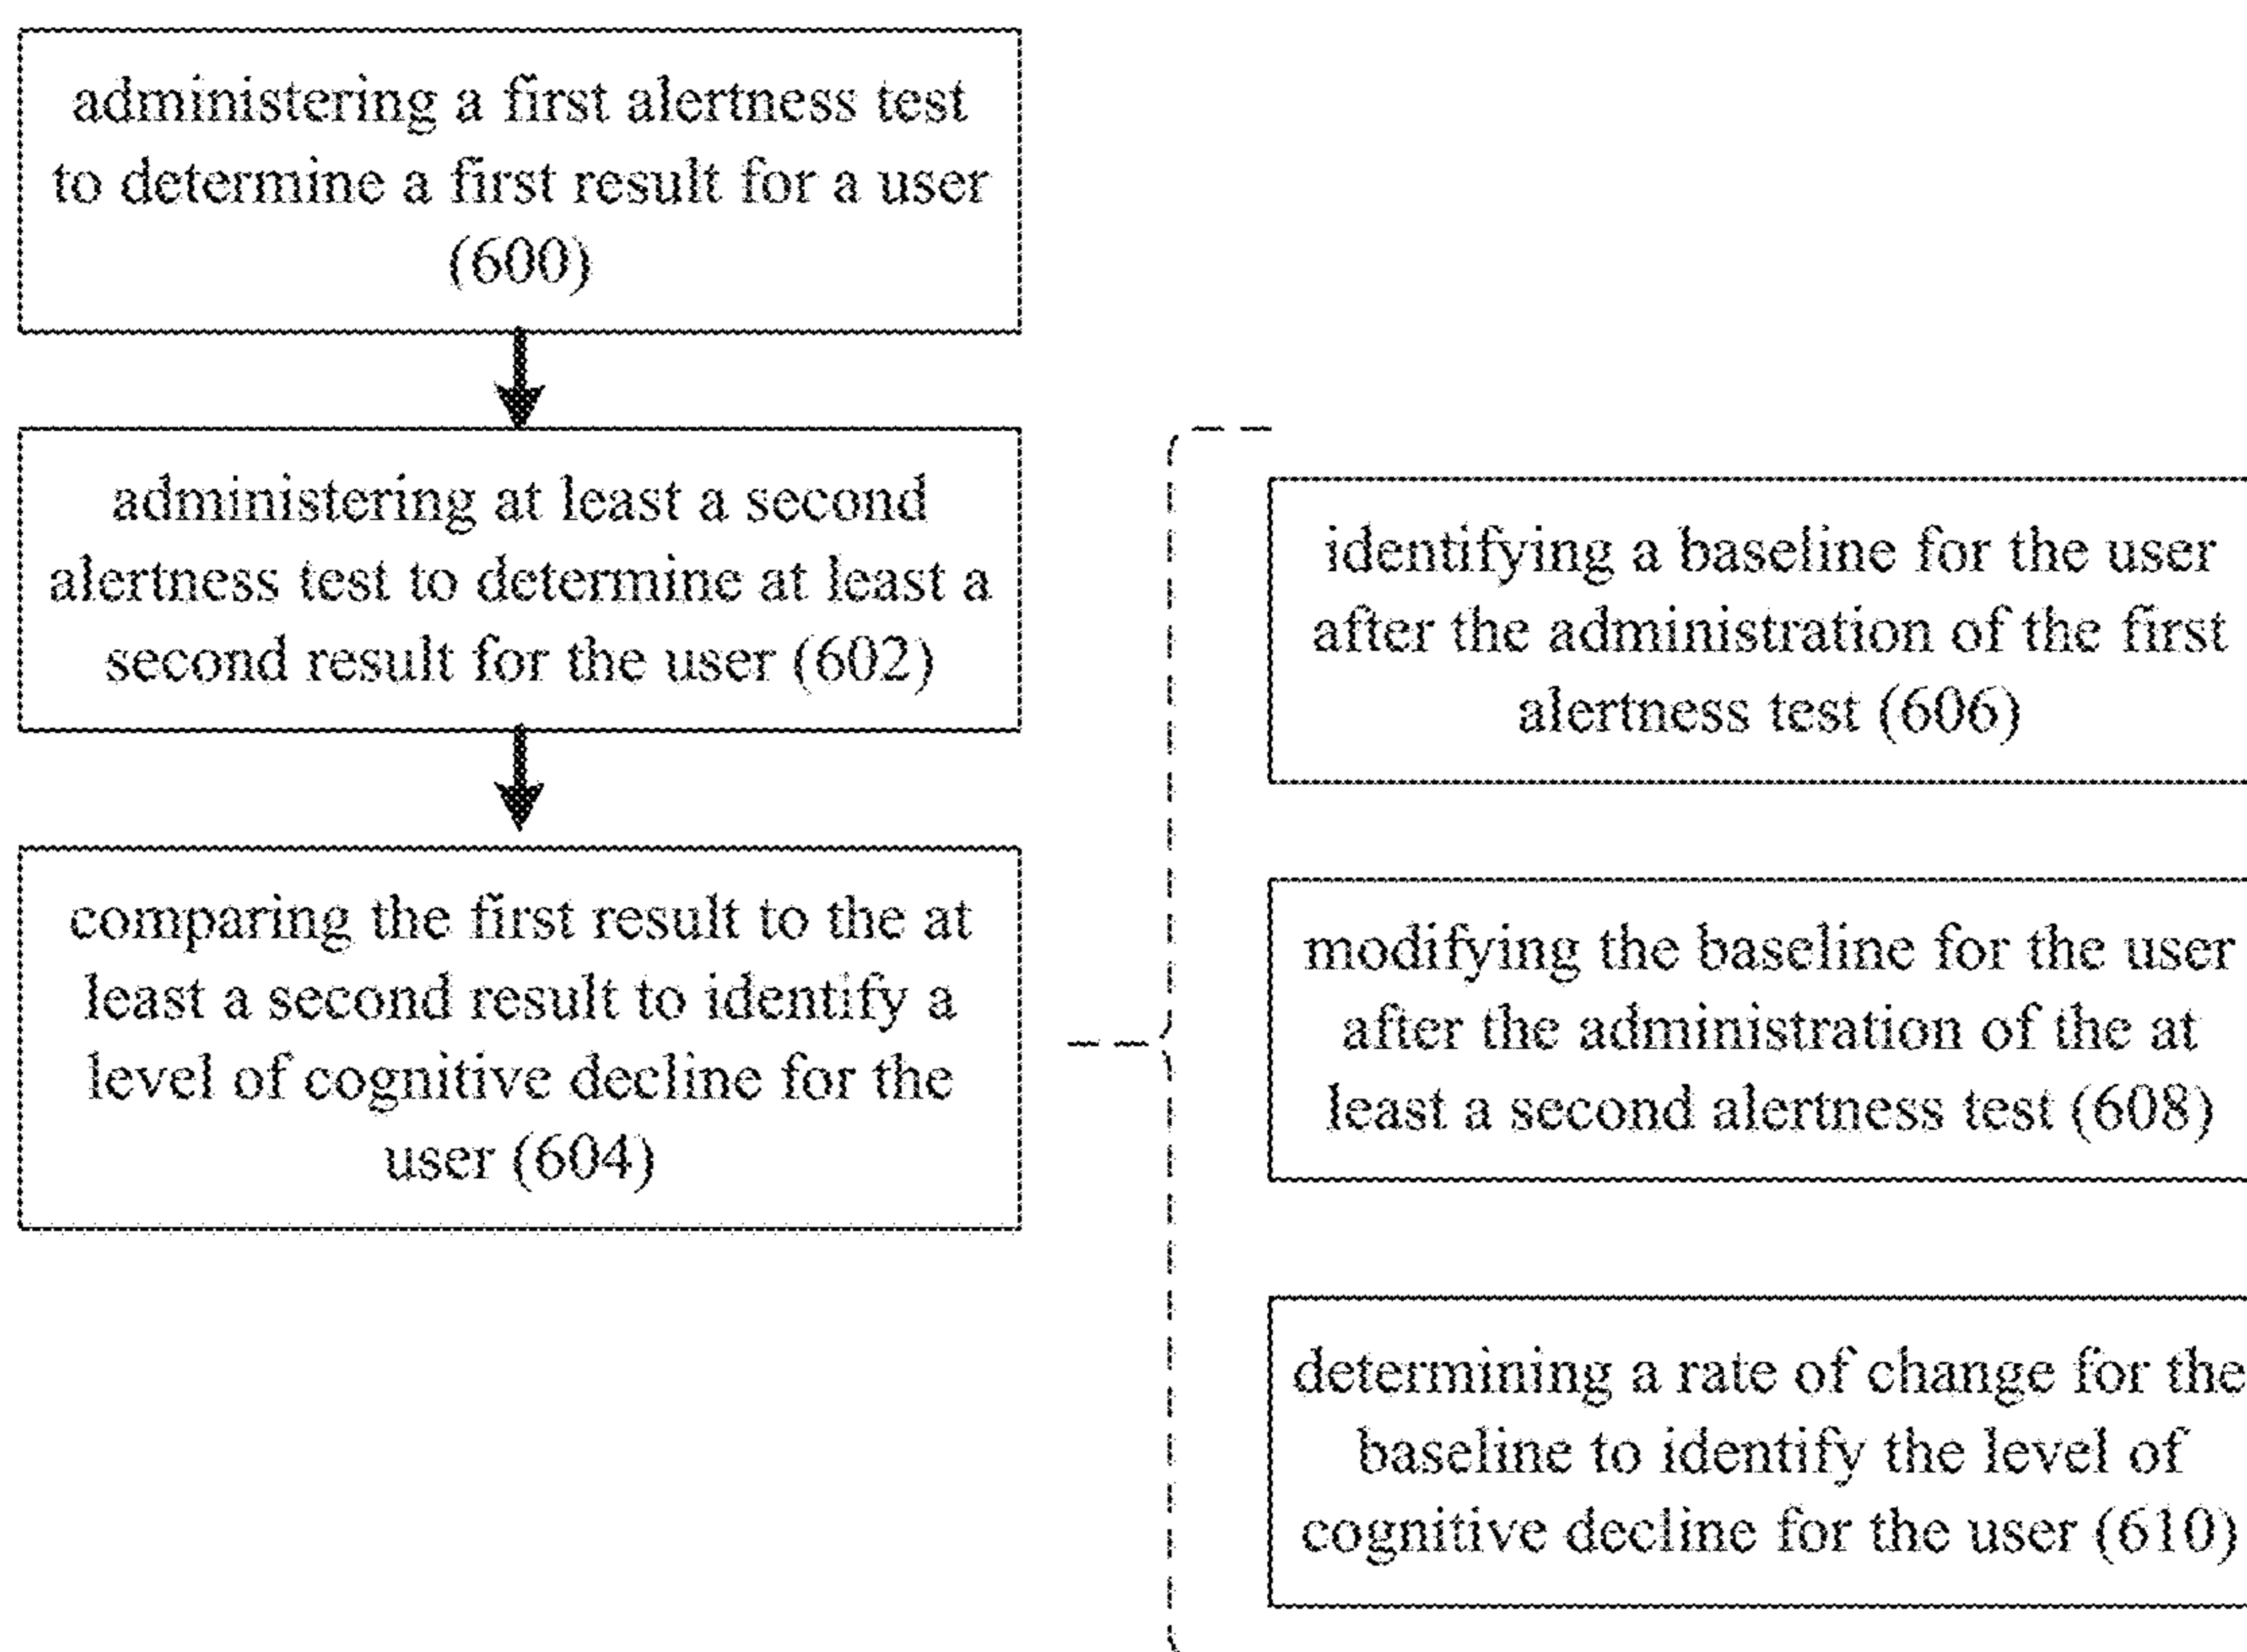 administering a first alertness test
to determine a first result for a user
(600)
administering at least a second
alertness test to determine at least a
second result for the user (602)
comparing the first result to the at
least a second result to identify a
level of cognitive decline for the
user (604)
identifying a baseline for the user
after the administration of the first
alertness test (606)
modifying the baseline for the user
after the administration of the at
least a second alertness test (608)
determining a rate of change for the
baseline to identify the level of
cognitive decline for the user (610)